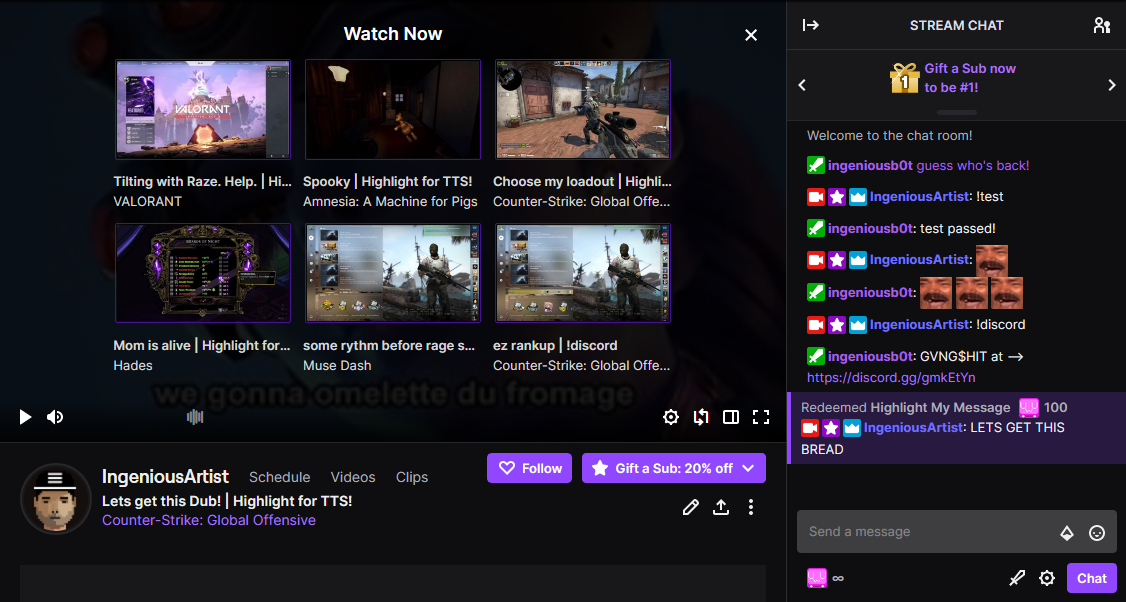 Watch Now
VALORANT
Tilting with Raze. Help. | Hi...
VALORANT
Spooky | Highlight for TTS!
Amnesia: A Machine for Pigs
Choose my loadout | Highli...
Counter-Strike: Global Offe...
Mom is alive | Highlight for...
Hades
some rythm before rage s...
Muse Dash
ez rankup | !discord
Counter-Strike: Global Offe...
we gonna omelette du fromage
IngeniousArtist
Schedule
Videos
Clips
Follow
Gift a Sub: 20% off
Lets get this Dub! | Highlight for TTS!
Counter-Strike: Global Offensive
STREAM CHAT
1
Gift a Sub now
to be #1!
Welcome to the chat room!
ingeniousb0t guess who's back!
IngeniousArtist: !test
ingeniousb0t: test passed!
IngeniousArtist:
ingeniousb0t:
IngeniousArtist: !discord
ingeniousb0t: GVNG$HIT at →
https://discord.gg/gmkEtYn
Redeemed Highlight My Message 100
IngeniousArtist: LETS GET THIS
BREAD
Send a message
∞
Chat